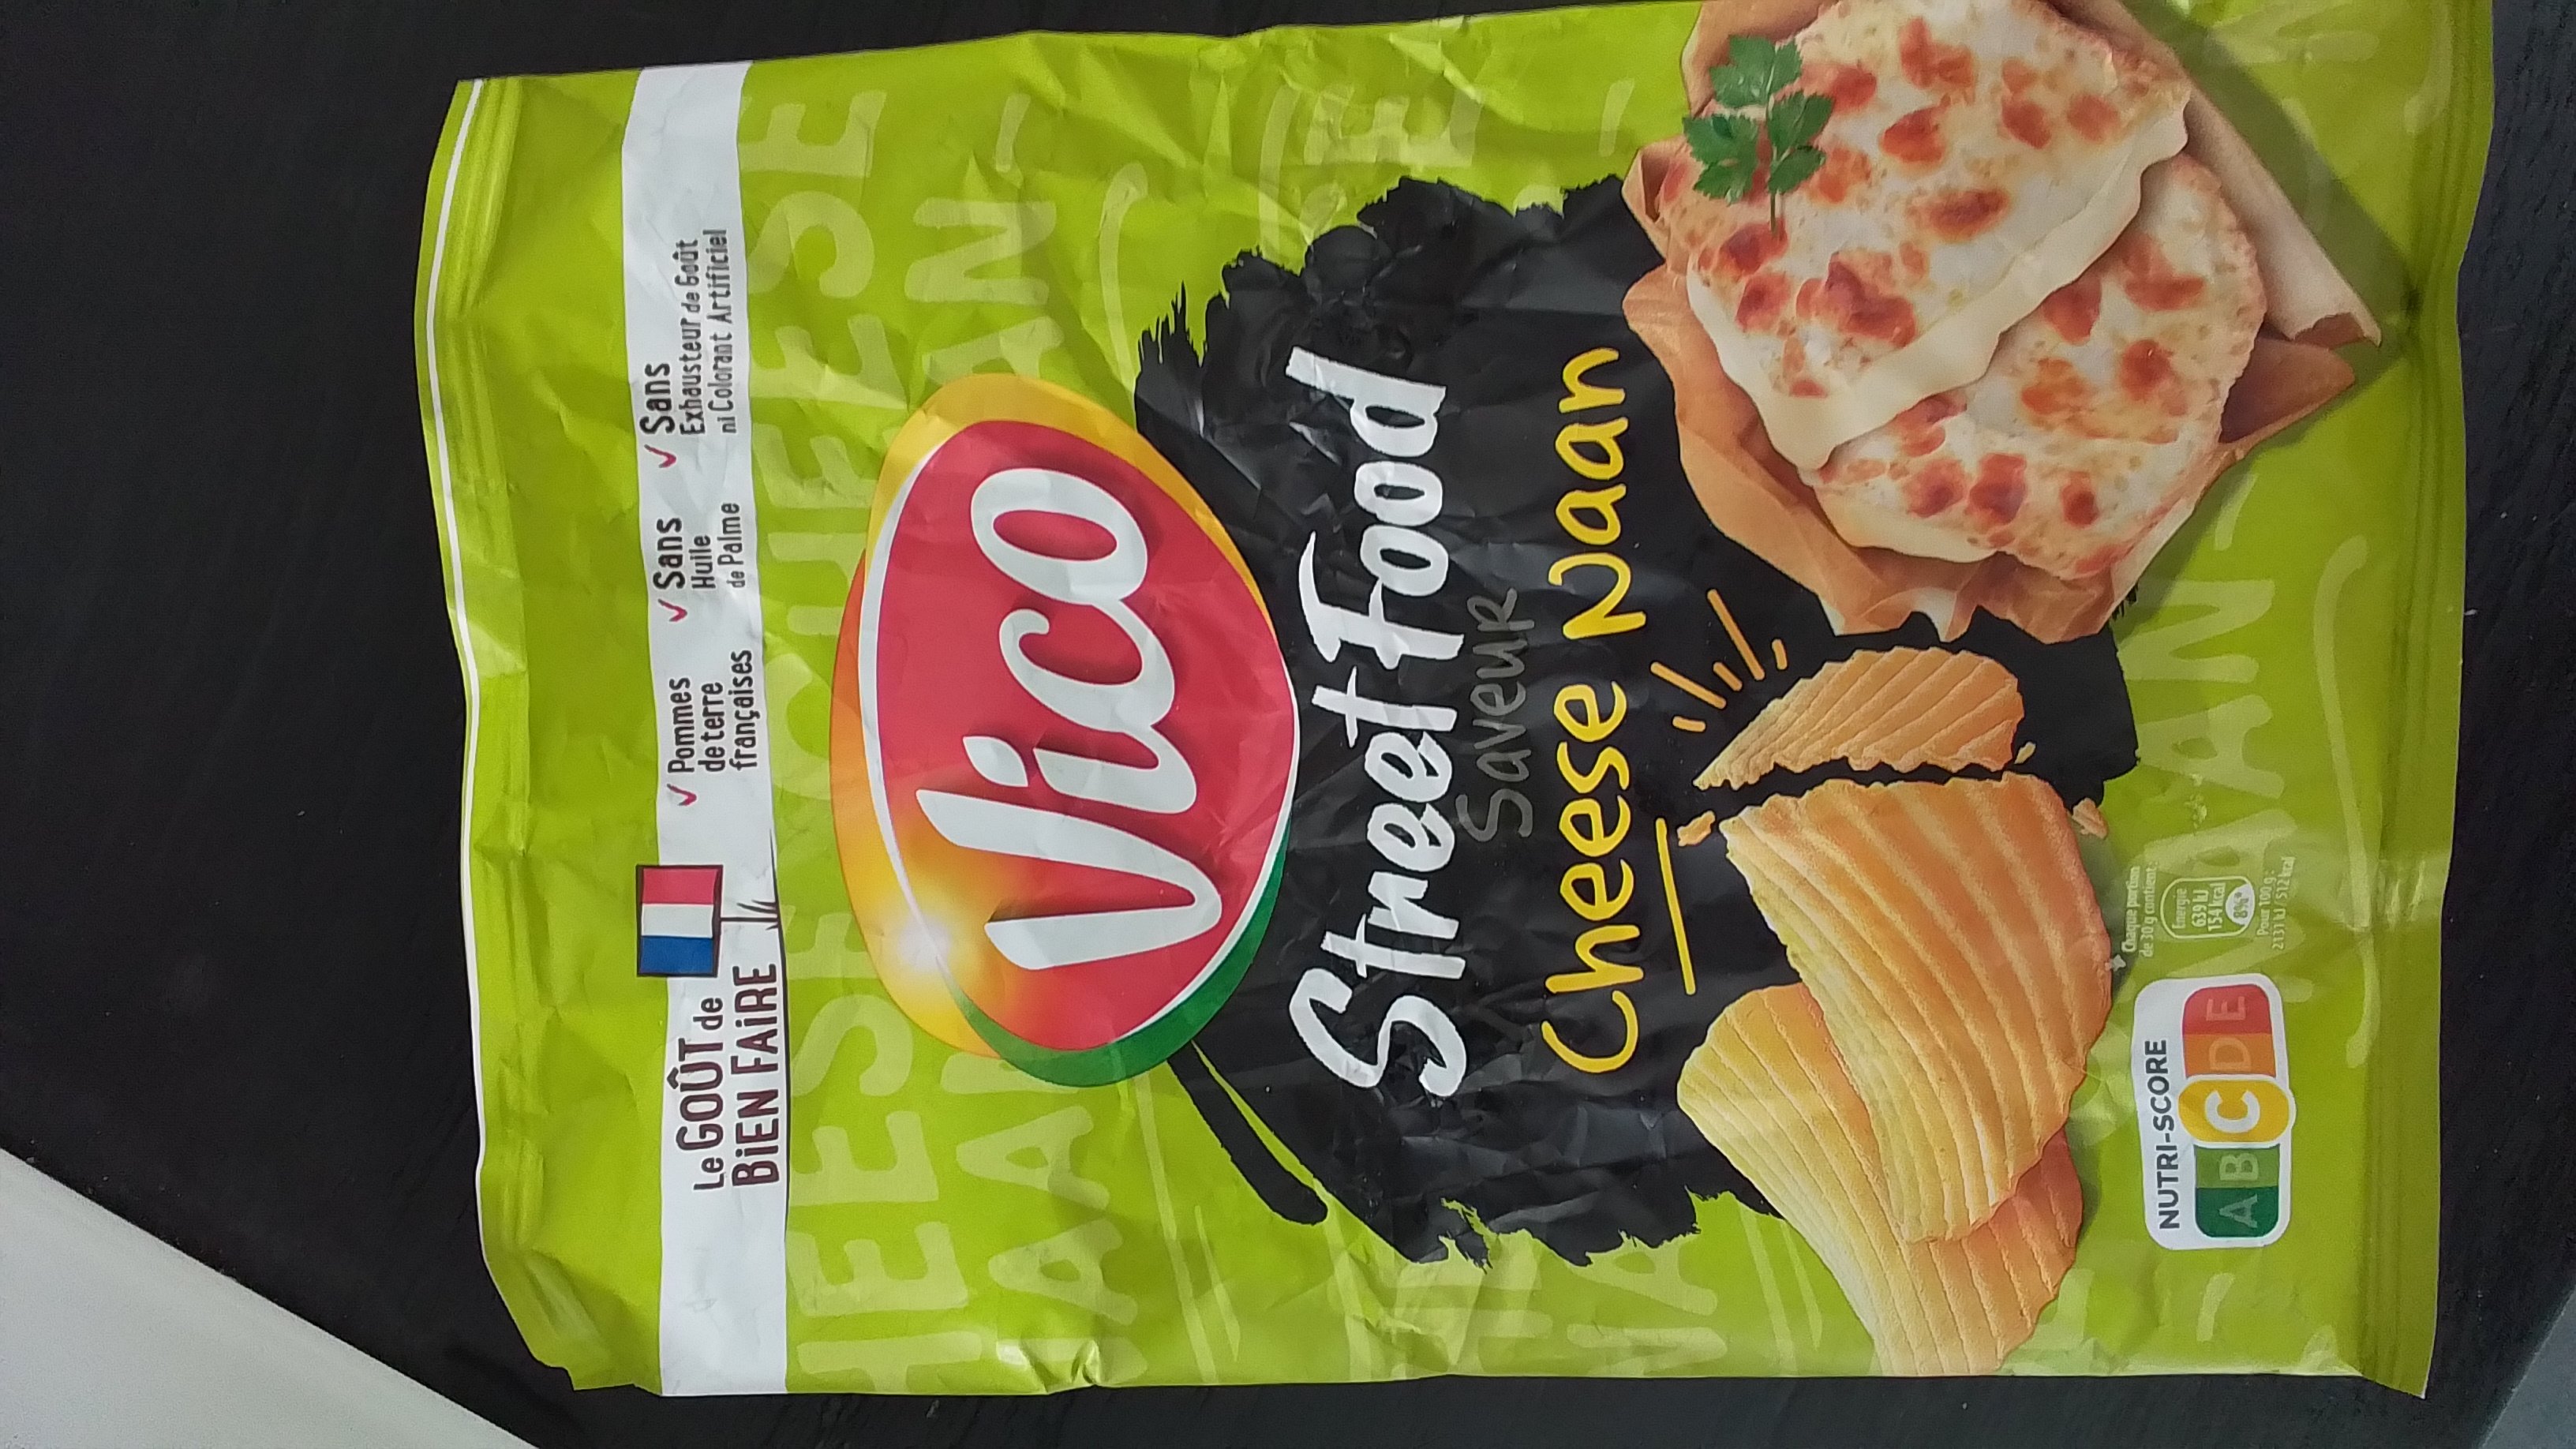 Le GOÛT de
BiEN FAiRE
✓ Pommes
de terre
françaises
✓ Sans
Huile
de Palme
✓ Sans
Exhausteur de Goût
ni Colorant Artificiel
Vico
Street Food
Saveur
Cheese Naan
NUTRI-SCORE
A B C D E
Chaque portion
de 30 g contient:
Énergie
639 kJ
154 kcal
8%*
Pour 100 g :
2131 kJ / 512 kcal